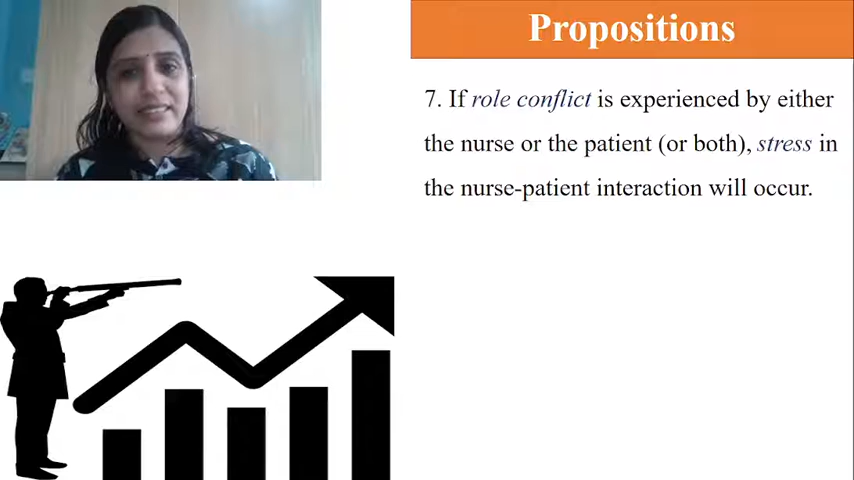 Propositions
7. If role conflict is experienced by either
the nurse or the patient (or both), stress in
the nurse-patient interaction will occur.